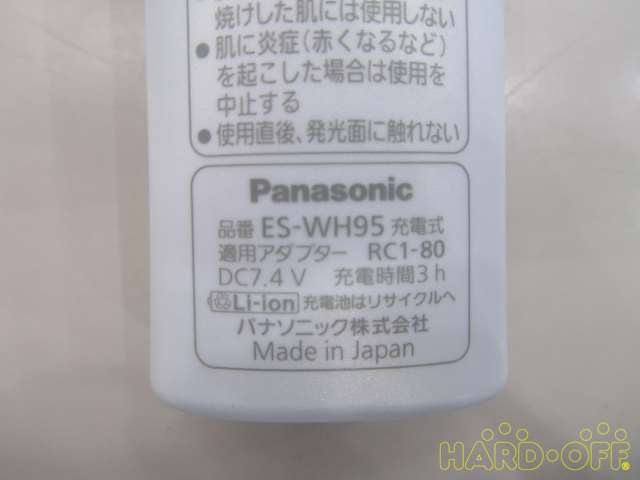 焼けした肌には使用しない
●肌に炎症(赤くなるなど)
を起こした場合は使用を
中止する
●使用直後、発光面に触れない
Panasonic
品番 ES-WH95 充電式
適用アダプター RC1-80
DC7.4 V 充電時間3 h
Li-ion 充電池はリサイクルへ
パナソニック株式会社
Made in Japan
HARD-OFF